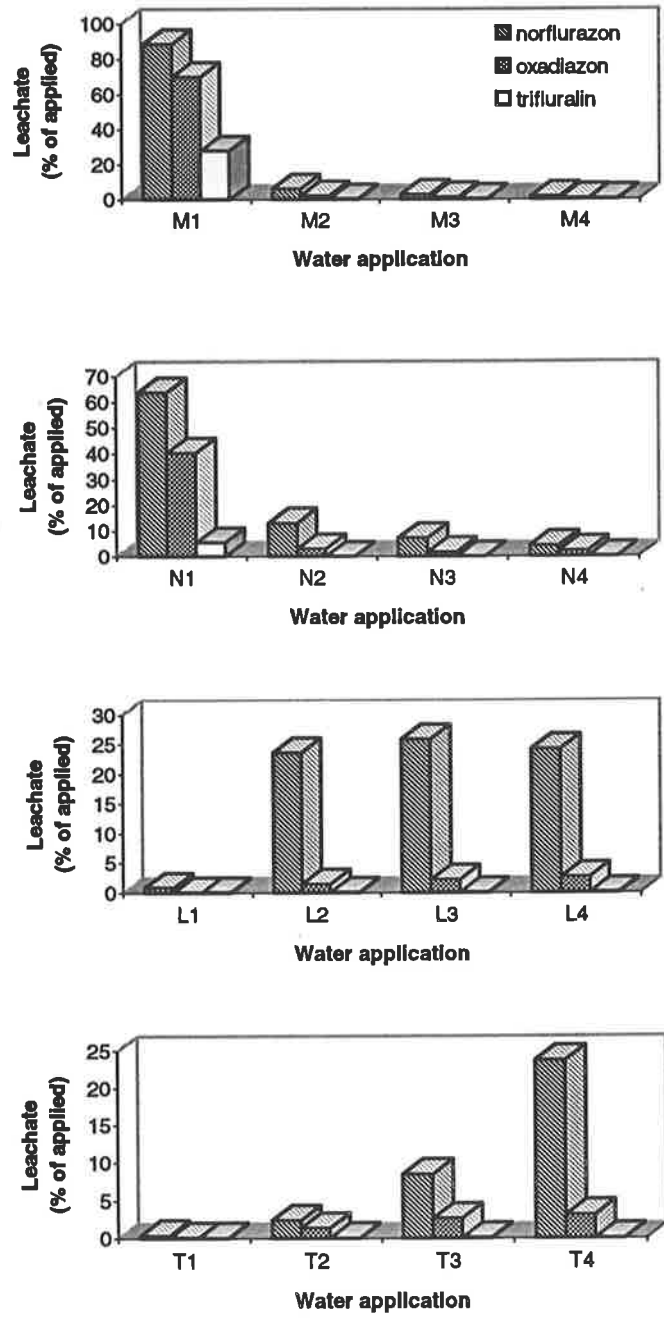 Leachate
(% of applied)
100
80
60
40
20
0
norflurazon
oxadiazon
trifluralin
M1 M2 M3 M4
Water application
Leachate
(% of applied)
70
60
50
40
30
20
10
0
N1 N2 N3 N4
Water application
Leachate
(% of applied)
30
25
20
15
10
5
0
L1 L2 L3 L4
Water application
Leachate
(% of applied)
25
20
15
10
5
0
T1 T2 T3 T4
Water application